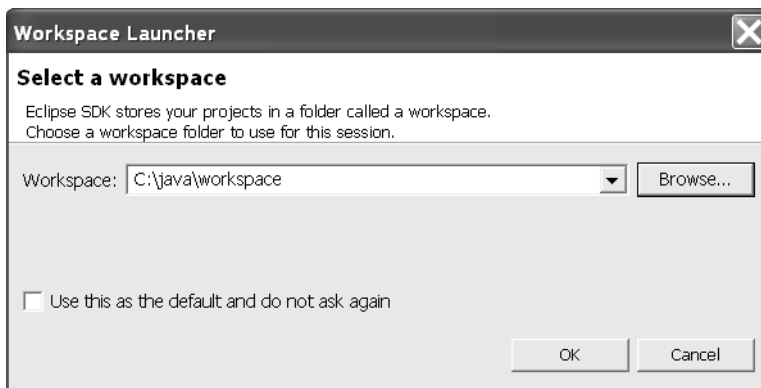 Workspace Launcher
Select a workspace
Eclipse SDK stores your projects in a folder called a workspace.
Choose a workspace folder to use for this session.
Workspace: C:\java\workspace Browse...
Use this as the default and do not ask again
OK Cancel